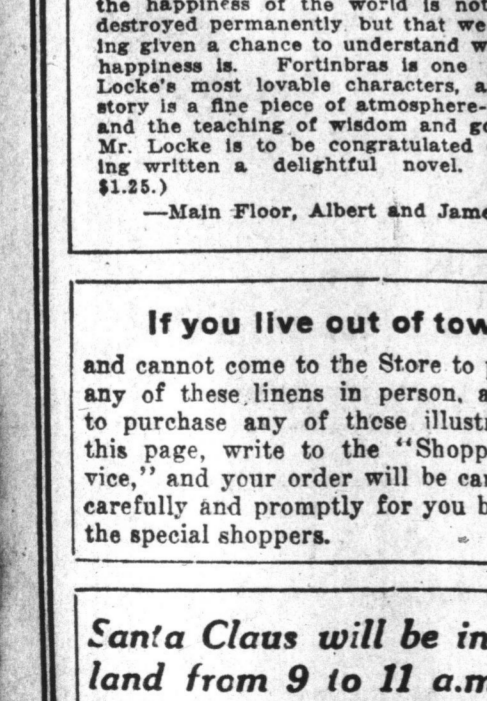 the happiness of the world is not
destroyed permanently but that we
ing given a chance to understand w
happiness is. Fortinbras is one
Locke's most lovable characters, a
story is a fine piece of atmosphere-
and the teaching of wisdom and go
Mr. Locke is to be congratulated
ing written a delightful novel.
$1.25.)
—Main Floor, Albert and Jame
If you live out of tow
and cannot come to the Store to p
any of these linens in person, a
to purchase any of these illustr
this page, write to the "Shopp
vice," and your order will be car
carefully and promptly for you b
the special shoppers.
Santa Claus will be in
land from 9 to 11 a.m